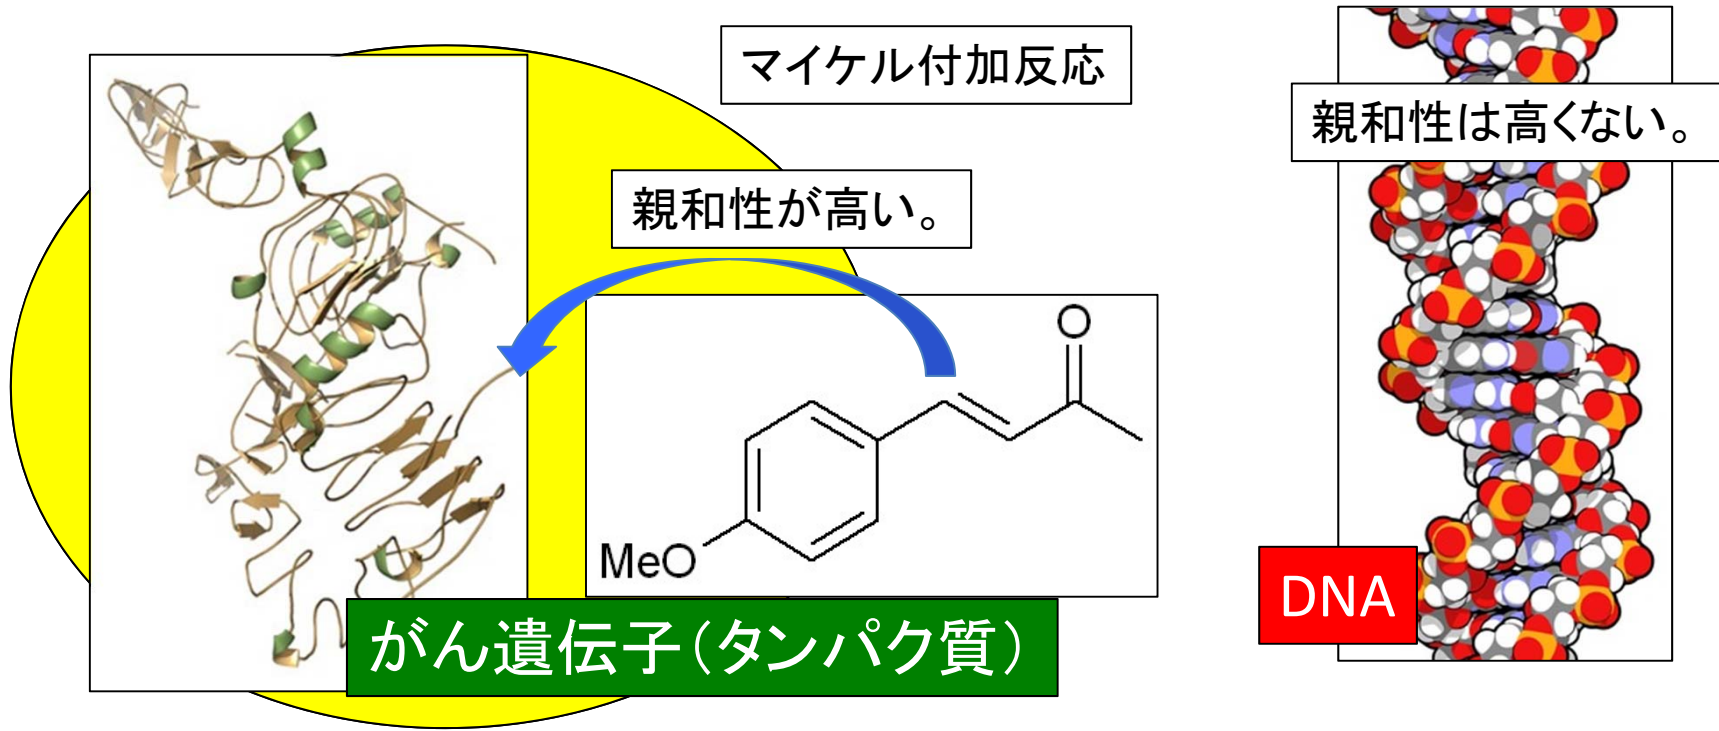 マイケル付加反応
親和性は高くない。
親和性が高い。
O
MeO
DNA
がん遺伝子(タンパク質)